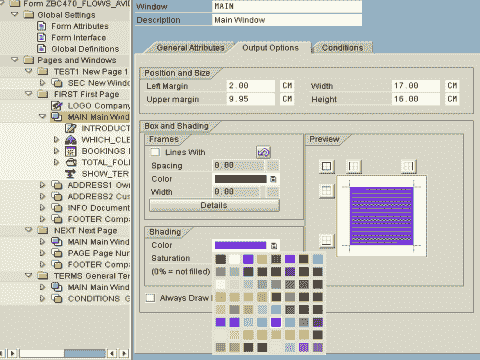 Form ZBC470_FLOWS_AVI
Global Settings
Form Attributes
Form Interface
Global Definitions
Pages and Windows
TEST1 New Page 1
SEC New Window
FIRST First Page
LOGO Company
MAIN Main Wind
INTRODUCT
WHICH_CLE
BOOKINGS
TOTAL_FOL
SHOW_TER
ADDRESS1 Ow
ADDRESS2 Cus
INFO Document
FOOTER Comp
NEXT Next Page
MAIN Main Wind
PAGE Page Nur
FOOTER Compa
TERMS General Ter
MAIN Main Wind
CONDITIONS G
Window MAIN
Description Main Window
General Attributes Output Options Conditions
Position and Size
Left Margin 2.00 CM Width 17.00 CM
Upper margin 9.95 CM Height 16.00 CM
Box and Shading
Frames
Lines With
Spacing 0.00
Color
Width 0.00
Details
Preview
Shading
Color
Saturation
(0% = not filled)
Always Draw